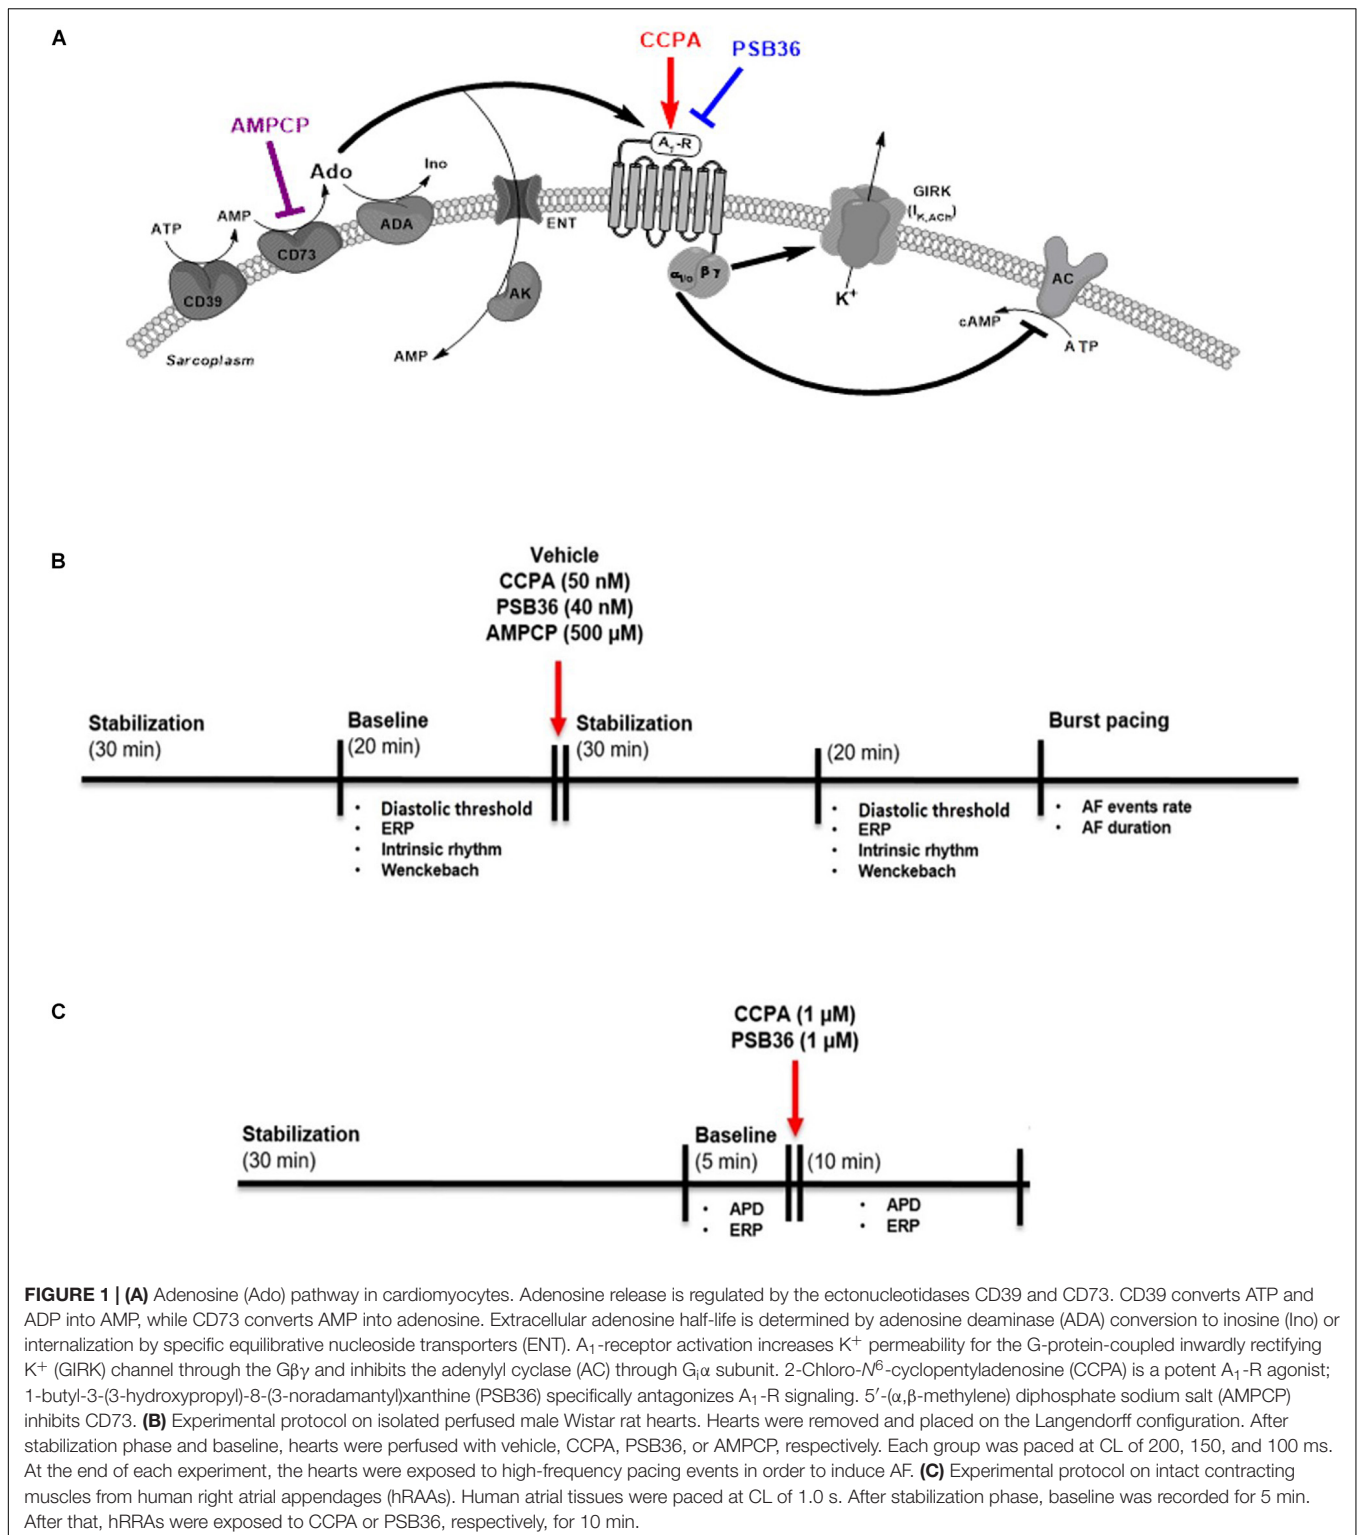 A
CCPA
PSB36
AMPCP
A1-R
Ado
Ino
ATP
AMP
ADA
CD73
CD39
ENT
AK
AMP
Sarcoplasm
αi/o
β γ
GIRK
(IK,ACh)
K+
AC
cAMP
ATP
B
Vehicle
CCPA (50 nM)
PSB36 (40 nM)
AMPCP (500 µM)
Stabilization
(30 min)
Baseline
(20 min)
Stabilization
(30 min)
(20 min)
Burst pacing
• Diastolic threshold
• ERP
• Intrinsic rhythm
• Wenckebach
• Diastolic threshold
• ERP
• Intrinsic rhythm
• Wenckebach
• AF events rate
• AF duration
C
CCPA (1 µM)
PSB36 (1 µM)
Stabilization
(30 min)
Baseline
(5 min)
(10 min)
• APD
• ERP
• APD
• ERP
FIGURE 1 | (A) Adenosine (Ado) pathway in cardiomyocytes. Adenosine release is regulated by the ectonucleotidases CD39 and CD73. CD39 converts ATP and
ADP into AMP, while CD73 converts AMP into adenosine. Extracellular adenosine half-life is determined by adenosine deaminase (ADA) conversion to inosine (Ino) or
internalization by specific equilibrative nucleoside transporters (ENT). A1-receptor activation increases K+ permeability for the G-protein-coupled inwardly rectifying
K+ (GIRK) channel through the Gβγ and inhibits the adenylyl cyclase (AC) through Giα subunit. 2-Chloro-N6-cyclopentyladenosine (CCPA) is a potent A1-R agonist;
1-butyl-3-(3-hydroxypropyl)-8-(3-noradamantyl)xanthine (PSB36) specifically antagonizes A1-R signaling. 5′-(α,β-methylene) diphosphate sodium salt (AMPCP)
inhibits CD73. (B) Experimental protocol on isolated perfused male Wistar rat hearts. Hearts were removed and placed on the Langendorff configuration. After
stabilization phase and baseline, hearts were perfused with vehicle, CCPA, PSB36, or AMPCP, respectively. Each group was paced at CL of 200, 150, and 100 ms.
At the end of each experiment, the hearts were exposed to high-frequency pacing events in order to induce AF. (C) Experimental protocol on intact contracting
muscles from human right atrial appendages (hRAAs). Human atrial tissues were paced at CL of 1.0 s. After stabilization phase, baseline was recorded for 5 min.
After that, hRRAs were exposed to CCPA or PSB36, respectively, for 10 min.